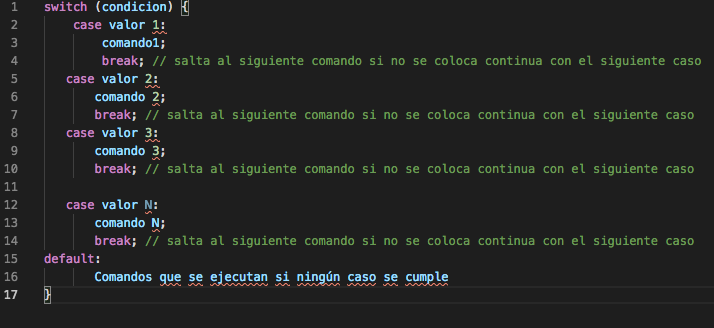 1 switch (condicion) {
2 case valor 1:
3 comando1;
4 break; // salta al siguiente comando si no se coloca continua con el siguiente caso
5 case valor 2:
6 comando 2;
7 break; // salta al siguiente comando si no se coloca continua con el siguiente caso
8 case valor 3:
9 comando 3;
10 break; // salta al siguiente comando si no se coloca continua con el siguiente caso
11
12 case valor N:
13 comando N;
14 break; // salta al siguiente comando si no se coloca continua con el siguiente caso
15 default:
16 Comandos que se ejecutan si ningún caso se cumple
17 }